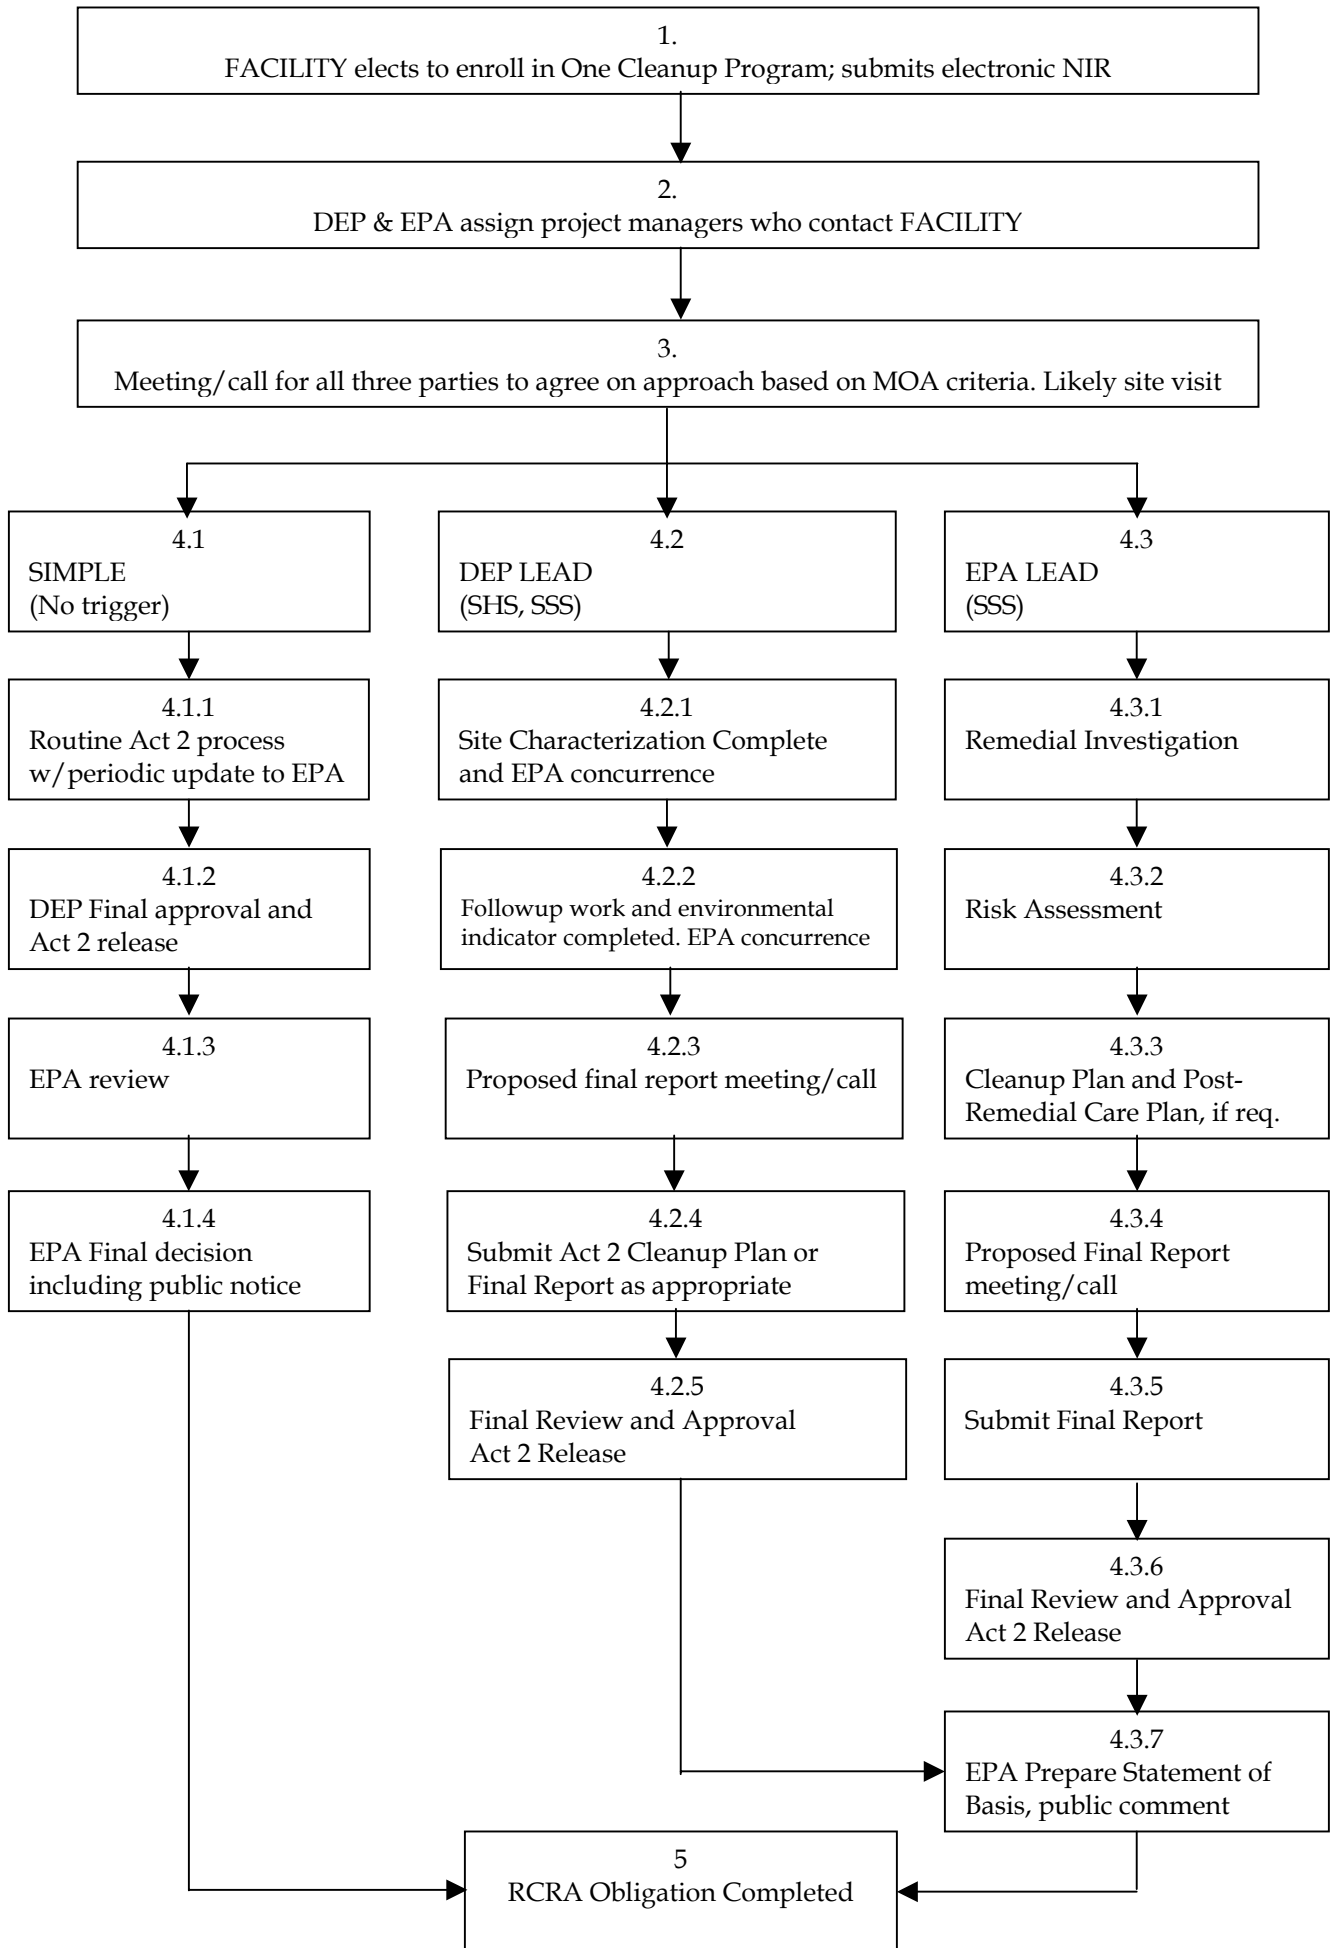 1.
FACILITY elects to enroll in One Cleanup Program; submits electronic NIR
2.
DEP & EPA assign project managers who contact FACILITY
3.
Meeting/call for all three parties to agree on approach based on MOA criteria. Likely site visit
4.1
SIMPLE
(No trigger)
4.2
DEP LEAD
(SHS, SSS)
4.3
EPA LEAD
(SSS)
4.1.1
Routine Act 2 process
w/periodic update to EPA
4.2.1
Site Characterization Complete
and EPA concurrence
4.3.1
Remedial Investigation
4.1.2
DEP Final approval and
Act 2 release
4.2.2
Followup work and environmental
indicator completed. EPA concurrence
4.3.2
Risk Assessment
4.1.3
EPA review
4.2.3
Proposed final report meeting/call
4.3.3
Cleanup Plan and Post-
Remedial Care Plan, if req.
4.1.4
EPA Final decision
including public notice
4.2.4
Submit Act 2 Cleanup Plan or
Final Report as appropriate
4.3.4
Proposed Final Report
meeting/call
4.2.5
Final Review and Approval
Act 2 Release
4.3.5
Submit Final Report
4.3.6
Final Review and Approval
Act 2 Release
4.3.7
EPA Prepare Statement of
Basis, public comment
5
RCRA Obligation Completed